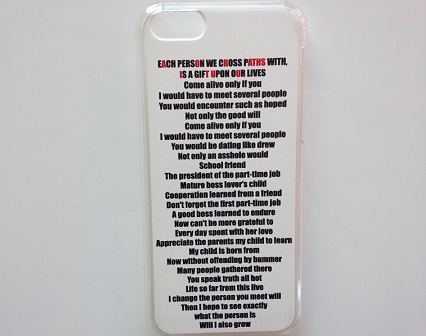 EACH PERSON WE CROSS PATHS WITH,
IS A GIFT UPON OUR LIVES
Come alive only if you
I would have to meet several people
You would encounter such as hoped
Not only the good will
Come alive only if you
I would have to meet several people
You would be dating like drew
Not only an asshole would
School friend
The president of the part-time job
Mature boss lover's child
Cooperation learned from a friend
Don't forget the first part-time job
A good boss learned to endure
Now can't be more grateful to
Every day spent with her love
Appreciate the parents my child to learn
My child is born from
Now without offending by bummer
Many people gathered there
You speak truth all hot
Life so far from this live
I change the person you meet will
Then I hope to see exactly
what the person is
Will I also grow